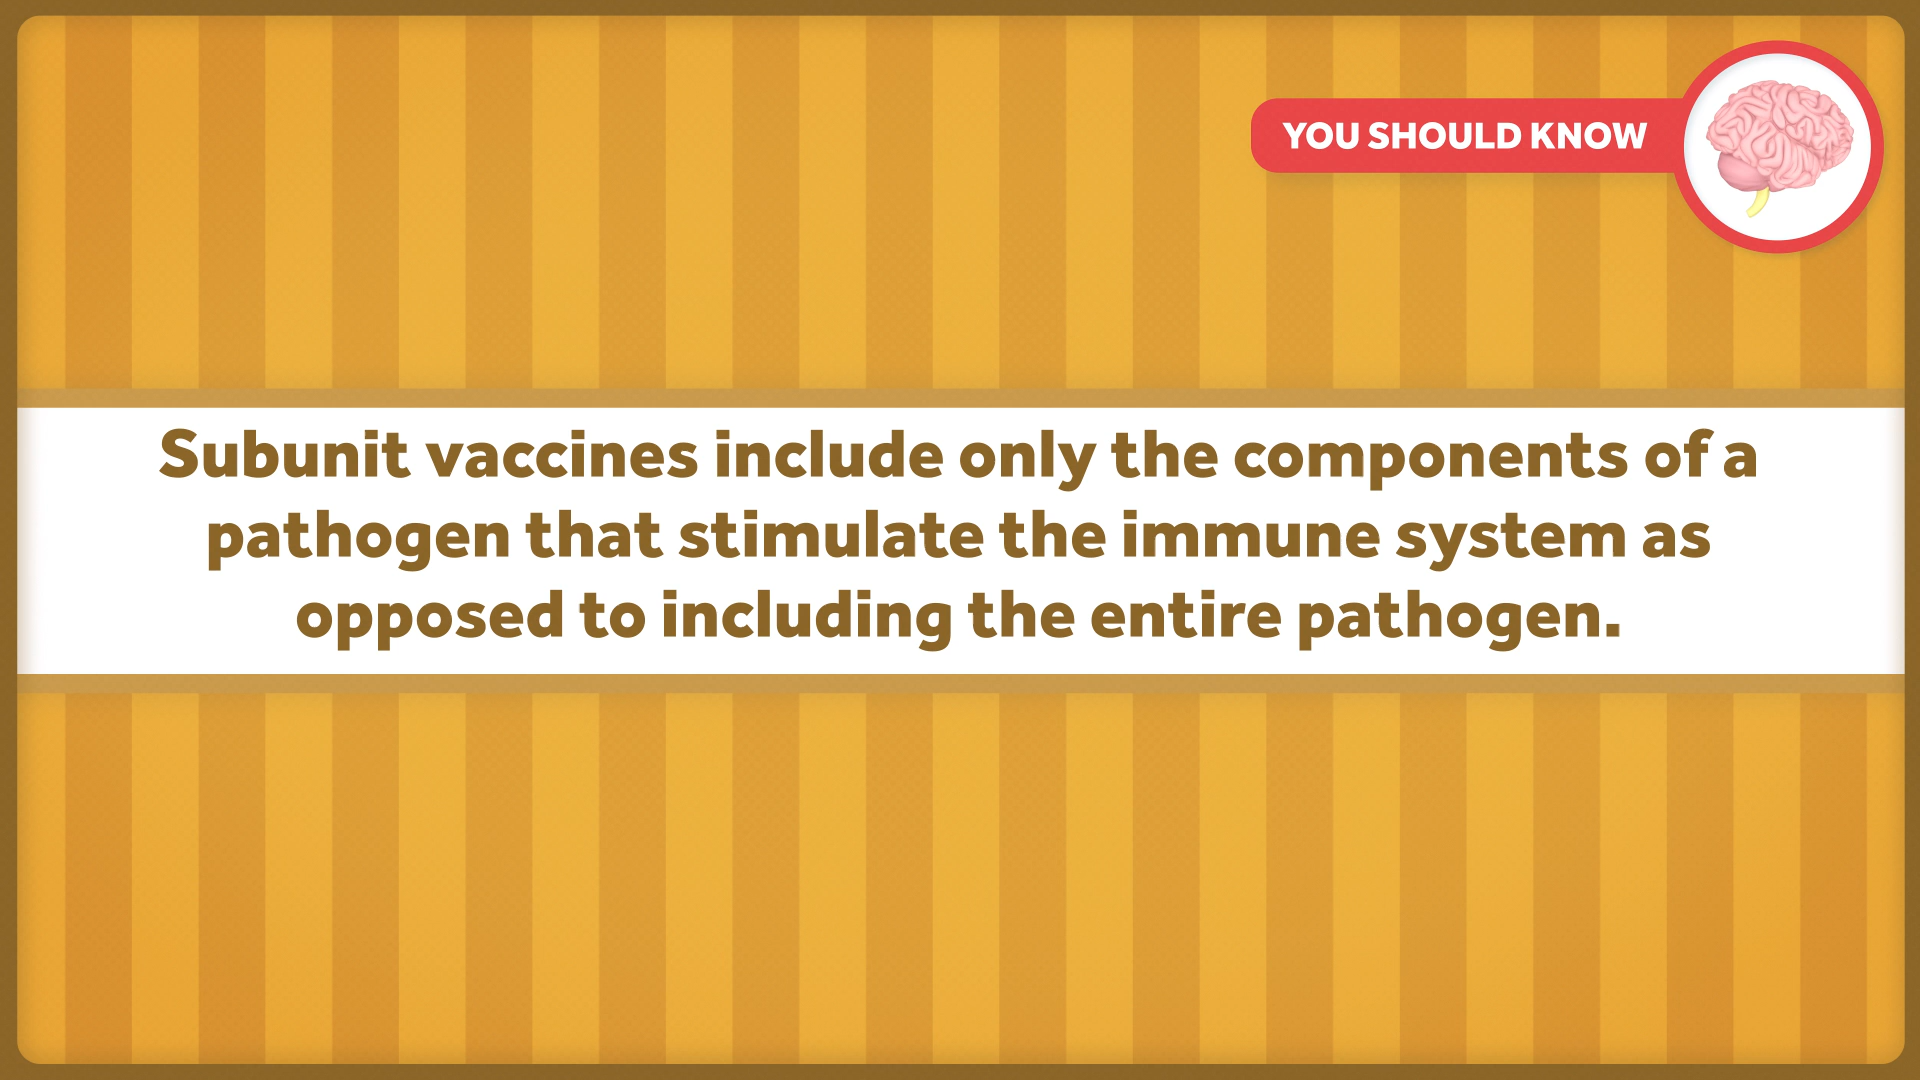 YOU SHOULD KNOW
Subunit vaccines include only the components of a
pathogen that stimulate the immune system as
opposed to including the entire pathogen.